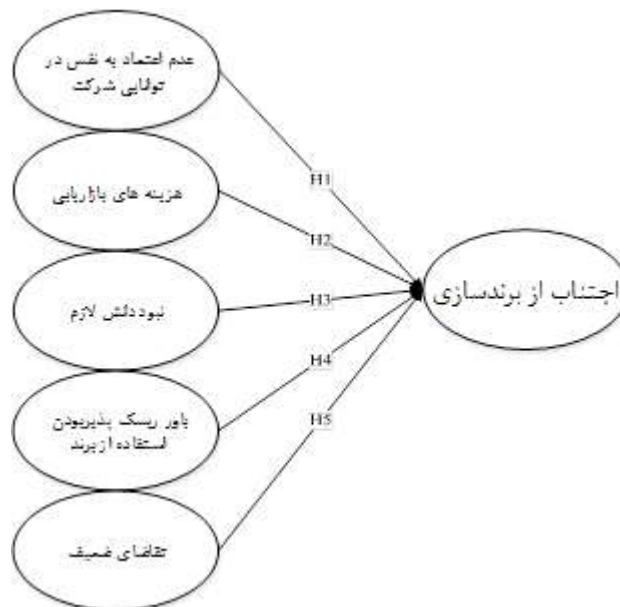 عدم اعتماد به نفس در
توانایی شرکت
هزینه های بازاریابی
نبود دانش لازم
باور ریسک پذیربودن
استفاده از برند
تقاضای ضعیف
H1
H2
H3
H4
H5
اجتناب از برندسازی